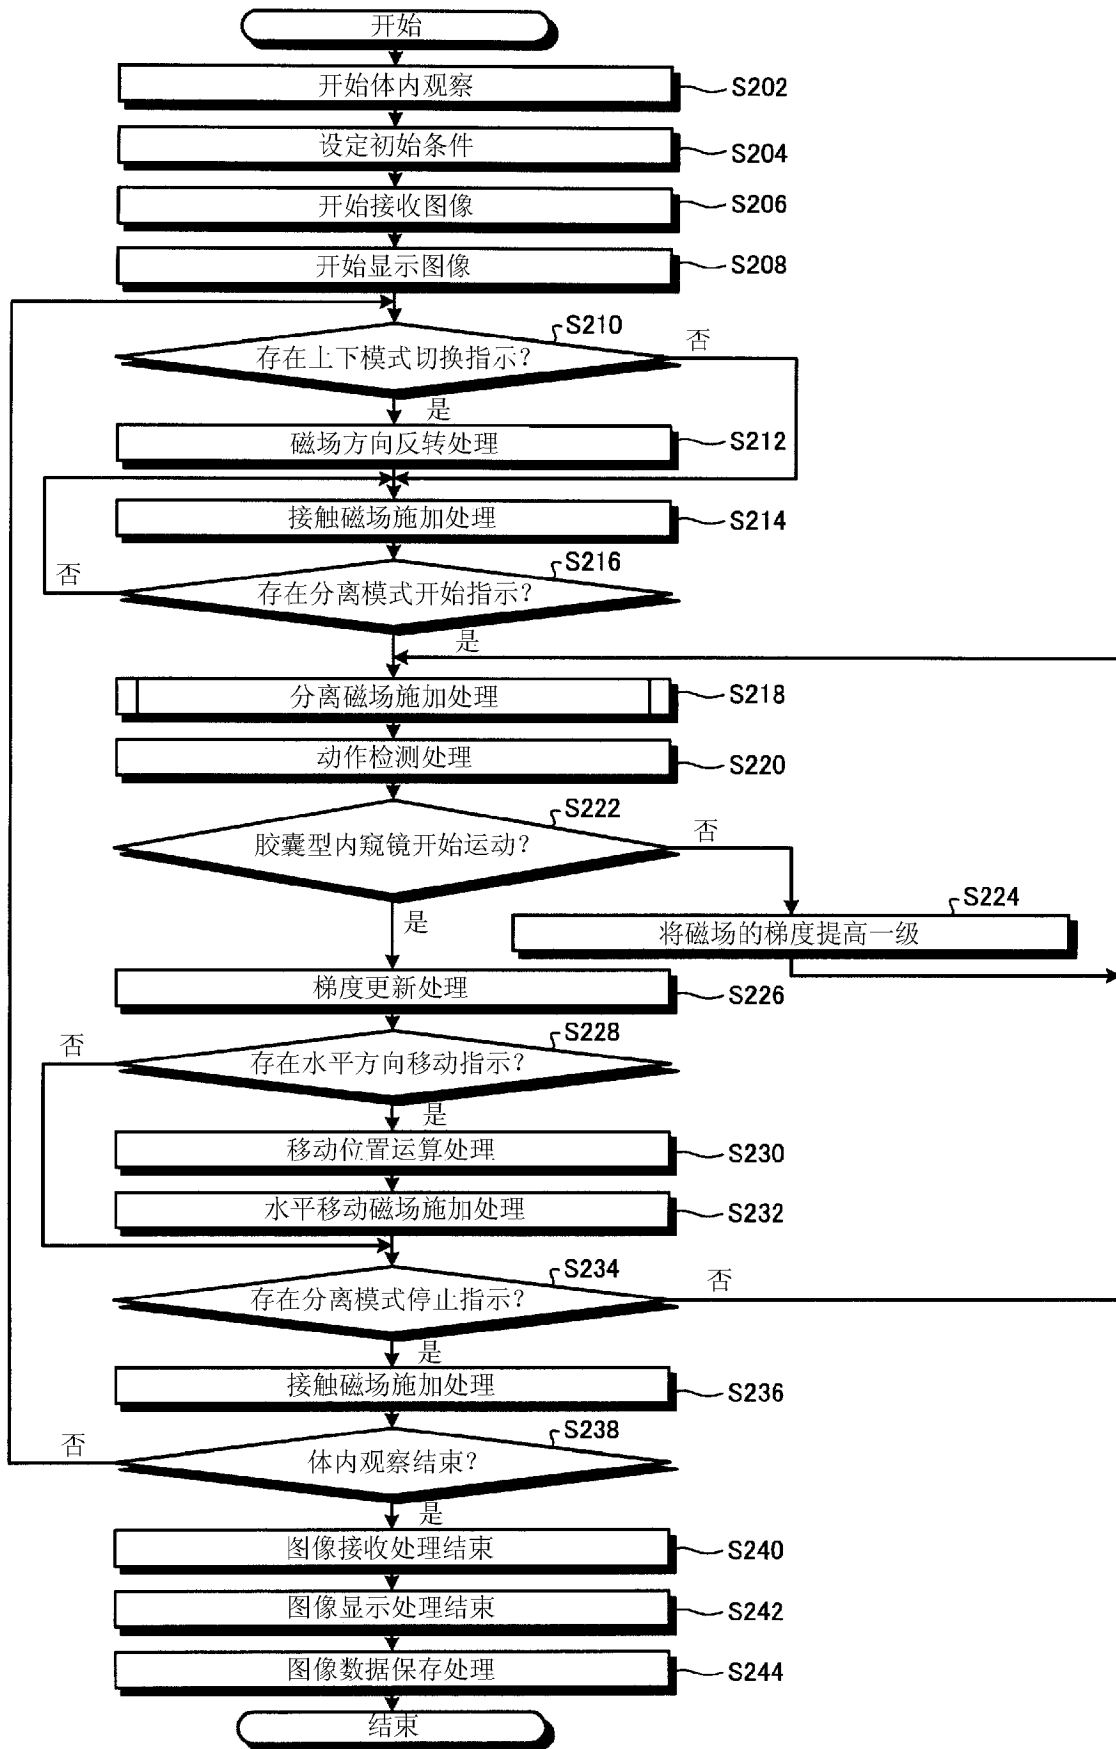 开始
开始体内观察
S202
设定初始条件
S204
开始接收图像
S206
开始显示图像
S208
S210
存在上下模式切换指示?
否
是
磁场方向反转处理
S212
接触磁场施加处理
S214
S216
否
存在分离模式开始指示?
是
分离磁场施加处理
S218
动作检测处理
S220
S222
胶囊型内窥镜开始运动?
否
是
S224
将磁场的梯度提高一级
梯度更新处理
S226
S228
否
存在水平方向移动指示?
是
移动位置运算处理
S230
水平移动磁场施加处理
S232
S234
存在分离模式停止指示?
否
是
接触磁场施加处理
S236
S238
否
体内观察结束?
是
图像接收处理结束
S240
图像显示处理结束
S242
图像数据保存处理
S244
结束